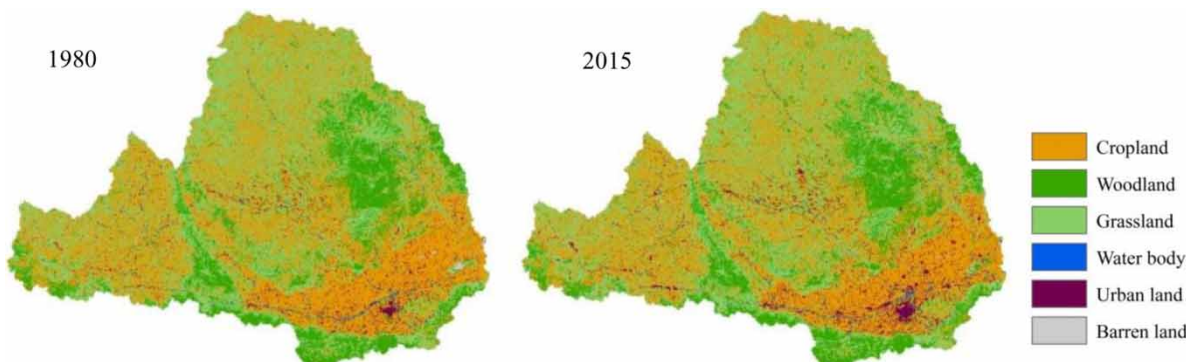 1980
2015
Cropland
Woodland
Grassland
Water body
Urban land
Barren land